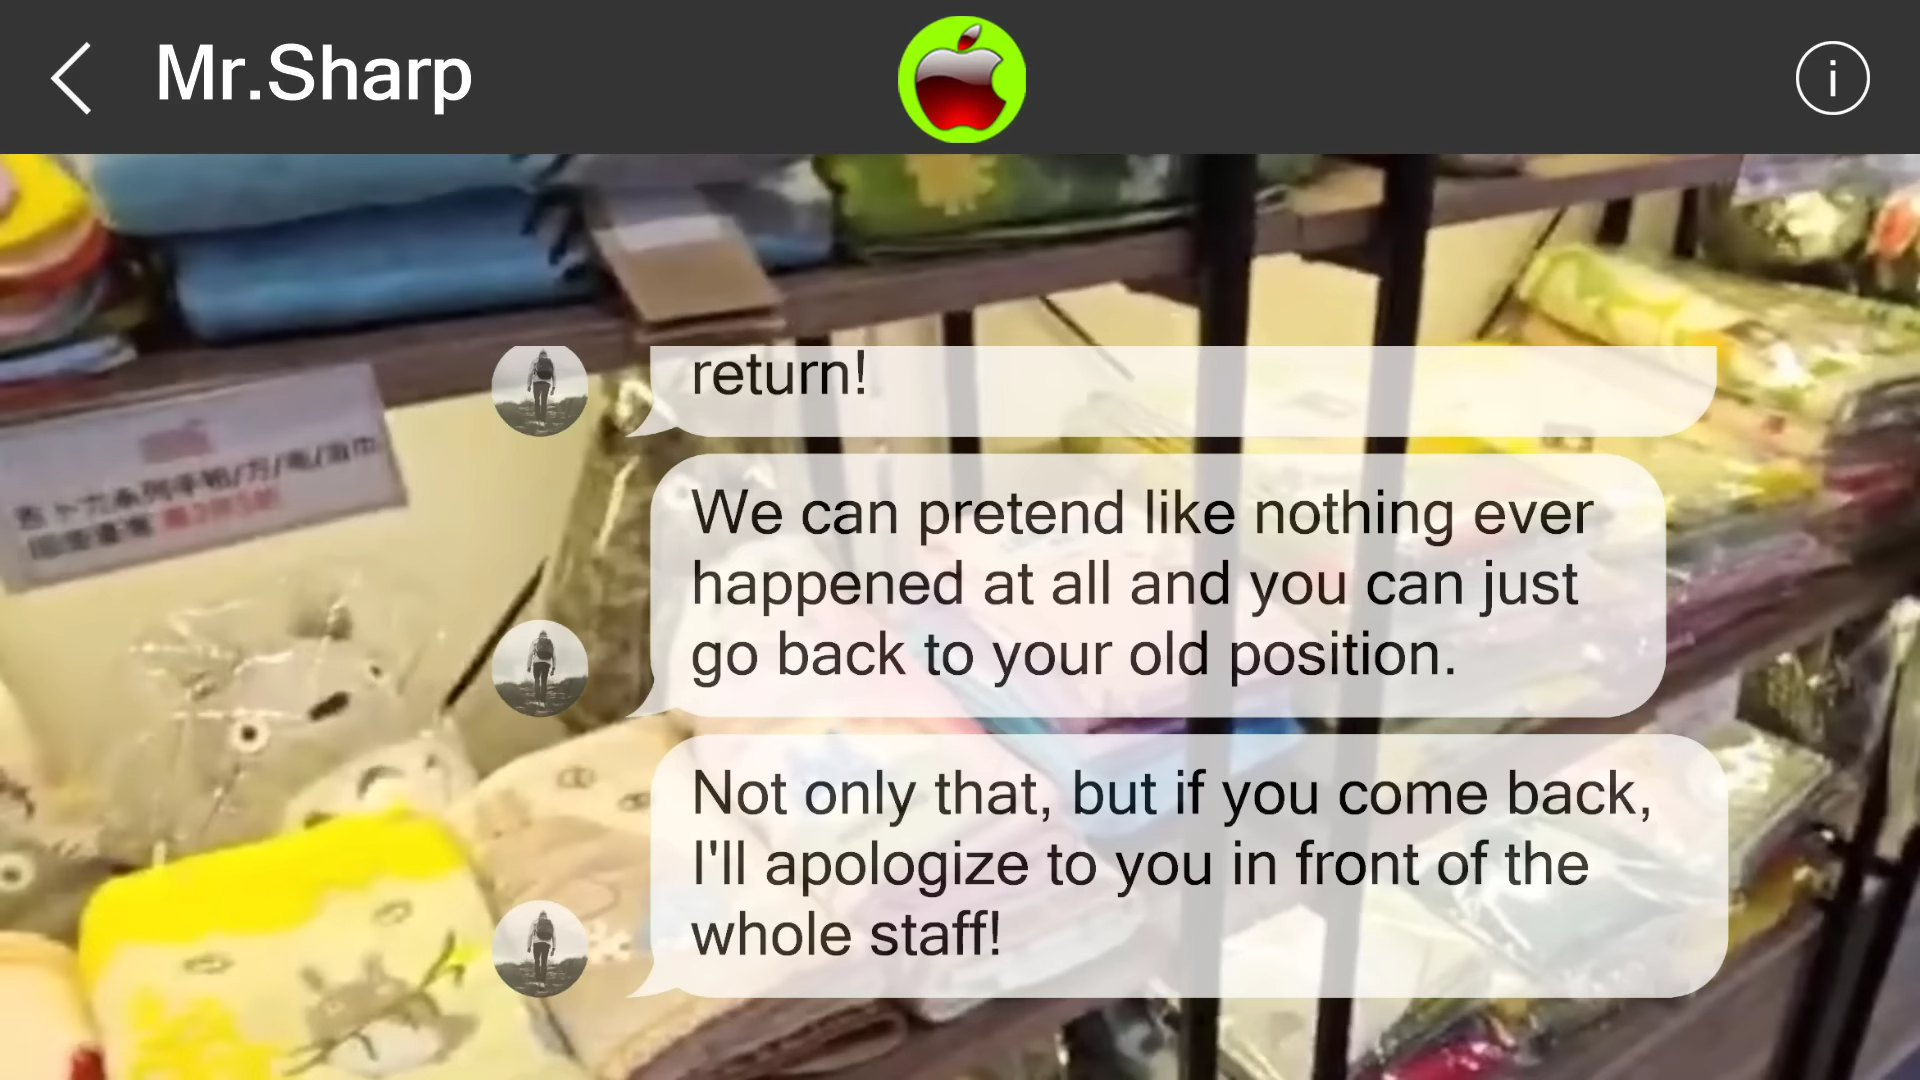 Mr.Sharp
return!
We can pretend like nothing ever
happened at all and you can just
go back to your old position.
Not only that, but if you come back,
I'll apologize to you in front of the
whole staff!